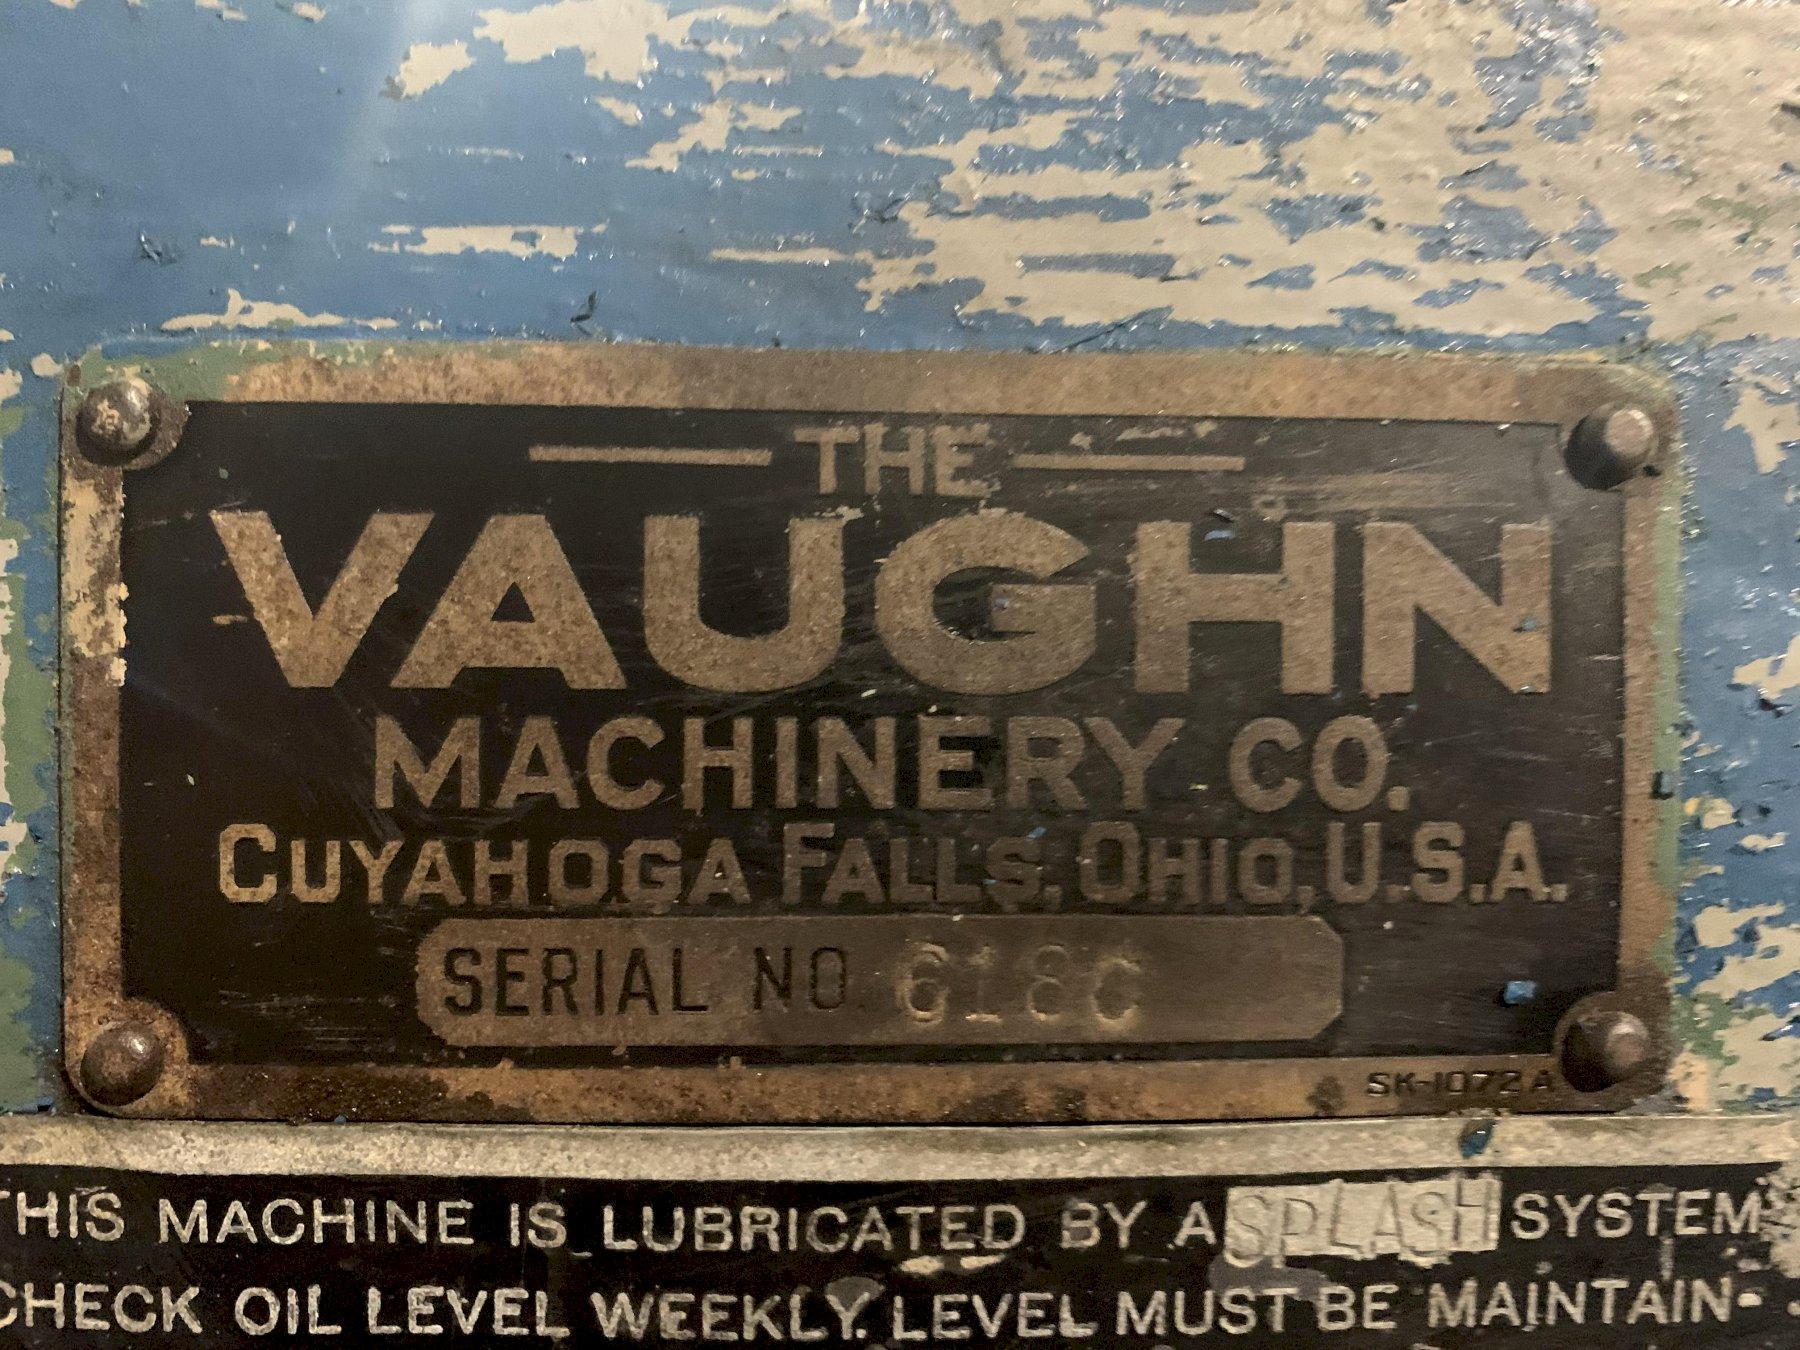 THE
VAUGHN
MACHINERY CO.
CUYAHOGA FALLS, OHIO, U.S.A.
SERIAL NO. 618C
SK-1072 A
THIS MACHINE IS LUBRICATED BY A SPLASH SYSTEM
CHECK OIL LEVEL WEEKLY. LEVEL MUST BE MAINTAIN-